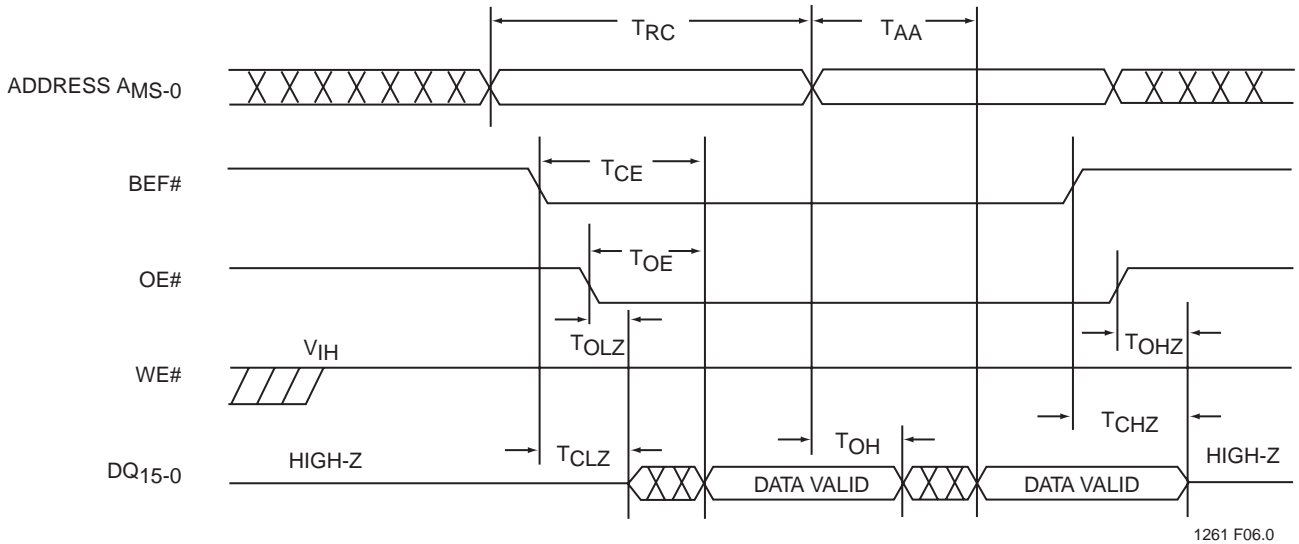 TRC
TAA
ADDRESS AMS-0
TCE
BEF#
TOE
OE#
TOLZ
TOHZ
VIH
WE#
TCHZ
TCLZ
TOH
HIGH-Z
HIGH-Z
DQ15-0
DATA VALID
DATA VALID
1261 F06.0